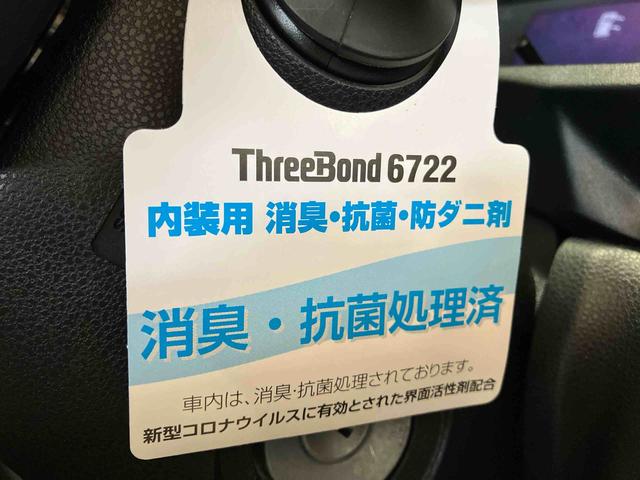 ThreeBond 6722
内装用 消臭・抗菌・防ダニ剤
消臭・抗菌処理済
車内は、消臭・抗菌処理されております。
新型コロナウイルスに有効とされた界面活性剤配合